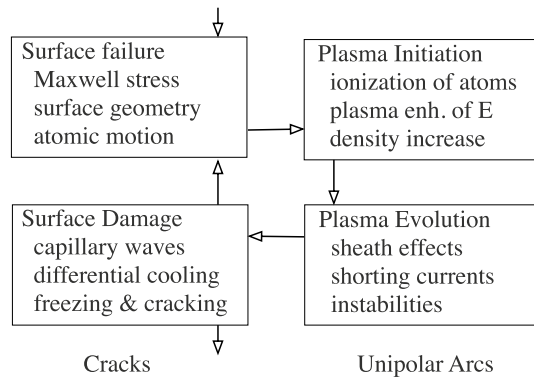 Surface failure
Maxwell stress
surface geometry
atomic motion
Plasma Initiation
ionization of atoms
plasma enh. of E
density increase
Surface Damage
capillary waves
differential cooling
freezing & cracking
Plasma Evolution
sheath effects
shorting currents
instabilities
Cracks
Unipolar Arcs